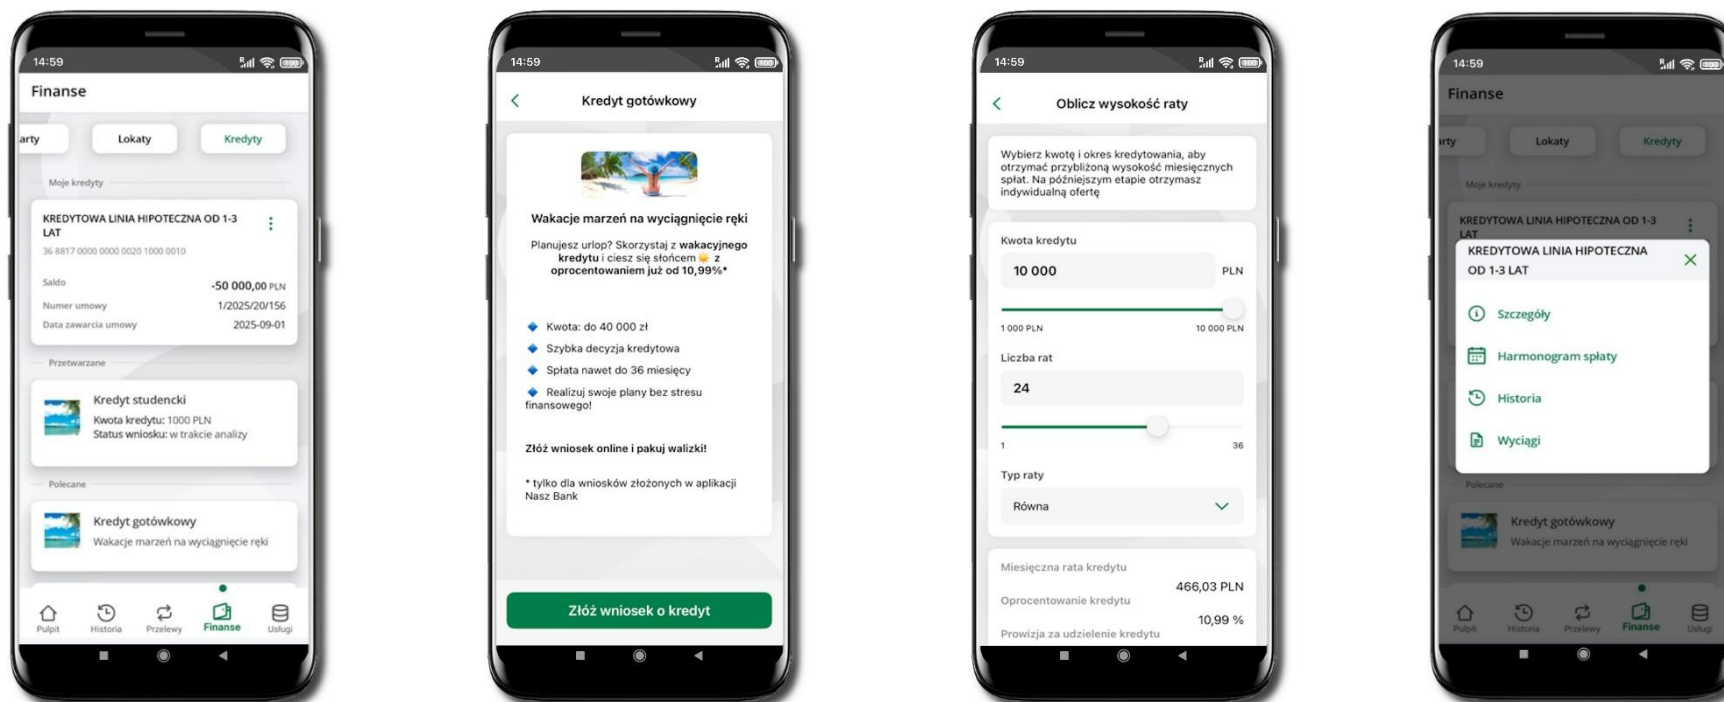 14:59
Finanse
arty
Lokaty
Kredyty
Moje kredyty
KREDYTOWA LINIA HIPOTECZNA OD 1-3
LAT
36 8817 0000 0000 0020 1000 0010
Saldo
-50 000,00 PLN
Numer umowy
1/2025/20/156
Data zawarcia umowy
2025-09-01
Przetwarzane
Kredyt studencki
Kwota kredytu: 1000 PLN
Status wniosku: w trakcie analizy
Polecane
Kredyt gotówkowy
Wakacje marzeń na wyciągnięcie ręki
Pulpit
Historia
Przelewy
Finanse
Usługi
14:59
Kredyt gotówkowy
Wakacje marzeń na wyciągnięcie ręki
Planujesz urlop? Skorzystaj z wakacyjnego
kredytu i ciesz się słońcem☀️ z
oprocentowaniem już od 10,99%*
🔹 Kwota: do 40 000 zł
🔹 Szybka decyzja kredytowa
🔹 Spłata nawet do 36 miesięcy
🔹 Realizuj swoje plany bez stresu
finansowego!
Złóż wniosek online i pakuj walizki!
* tylko dla wniosków złożonych w aplikacji
Nasz Bank
Złóż wniosek o kredyt
14:59
Oblicz wysokość raty
Wybierz kwotę i okres kredytowania, aby
otrzymać przybliżoną wysokość miesięcznych
spłat. Na późniejszym etapie otrzymasz
indywidualną ofertę
Kwota kredytu
10 000
PLN
1 000 PLN
10 000 PLN
Liczba rat
24
1
36
Typ raty
Równa
Miesięczna rata kredytu
466,03 PLN
Oprocentowanie kredytu
10,99 %
Prowizja za udzielenie kredytu
14:59
Finanse
arty
Lokaty
Kredyty
Moje kredyty
KREDYTOWA LINIA HIPOTECZNA OD 1-3
LAT
KREDYTOWA LINIA HIPOTECZNA
OD 1-3 LAT
Szczegóły
Harmonogram spłaty
Historia
Wyciągi
Polecane
Kredyt gotówkowy
Wakacje marzeń na wyciągnięcie ręki
Pulpit
Historia
Przelewy
Finanse
Usługi